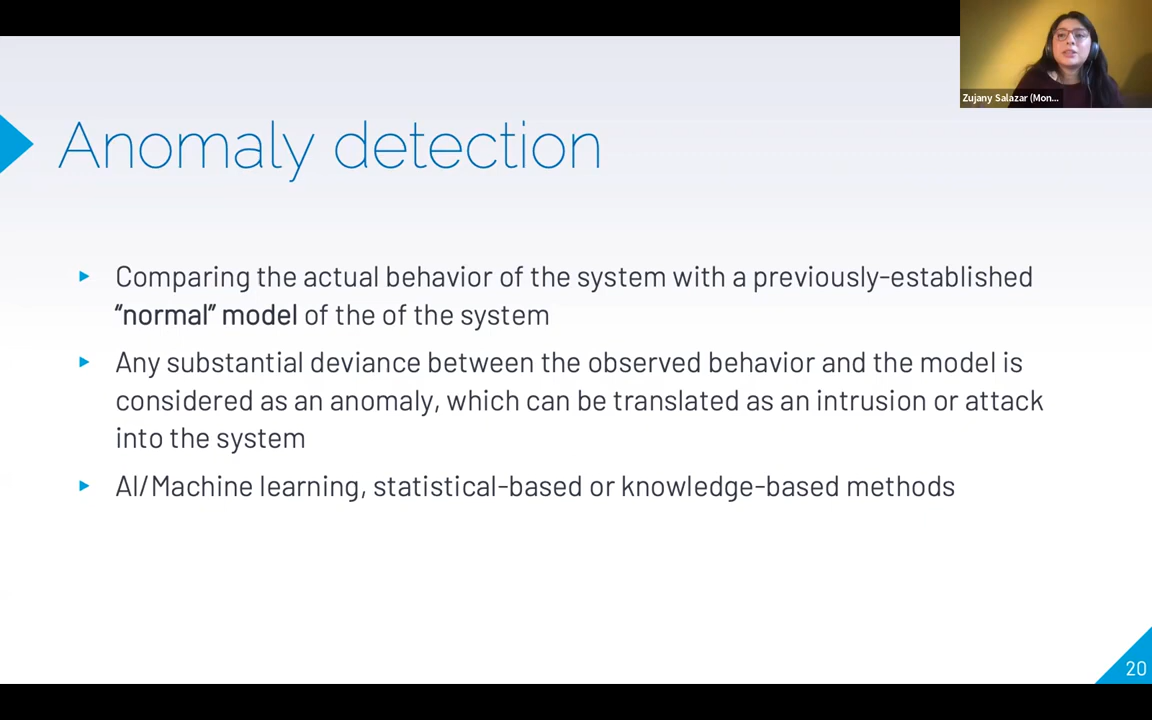 Zujany Salazar (Mon...
Anomaly detection
Comparing the actual behavior of the system with a previously-established
“normal” model of the of the system
Any substantial deviance between the observed behavior and the model is
considered as an anomaly, which can be translated as an intrusion or attack
into the system
AI/Machine learning, statistical-based or knowledge-based methods
20